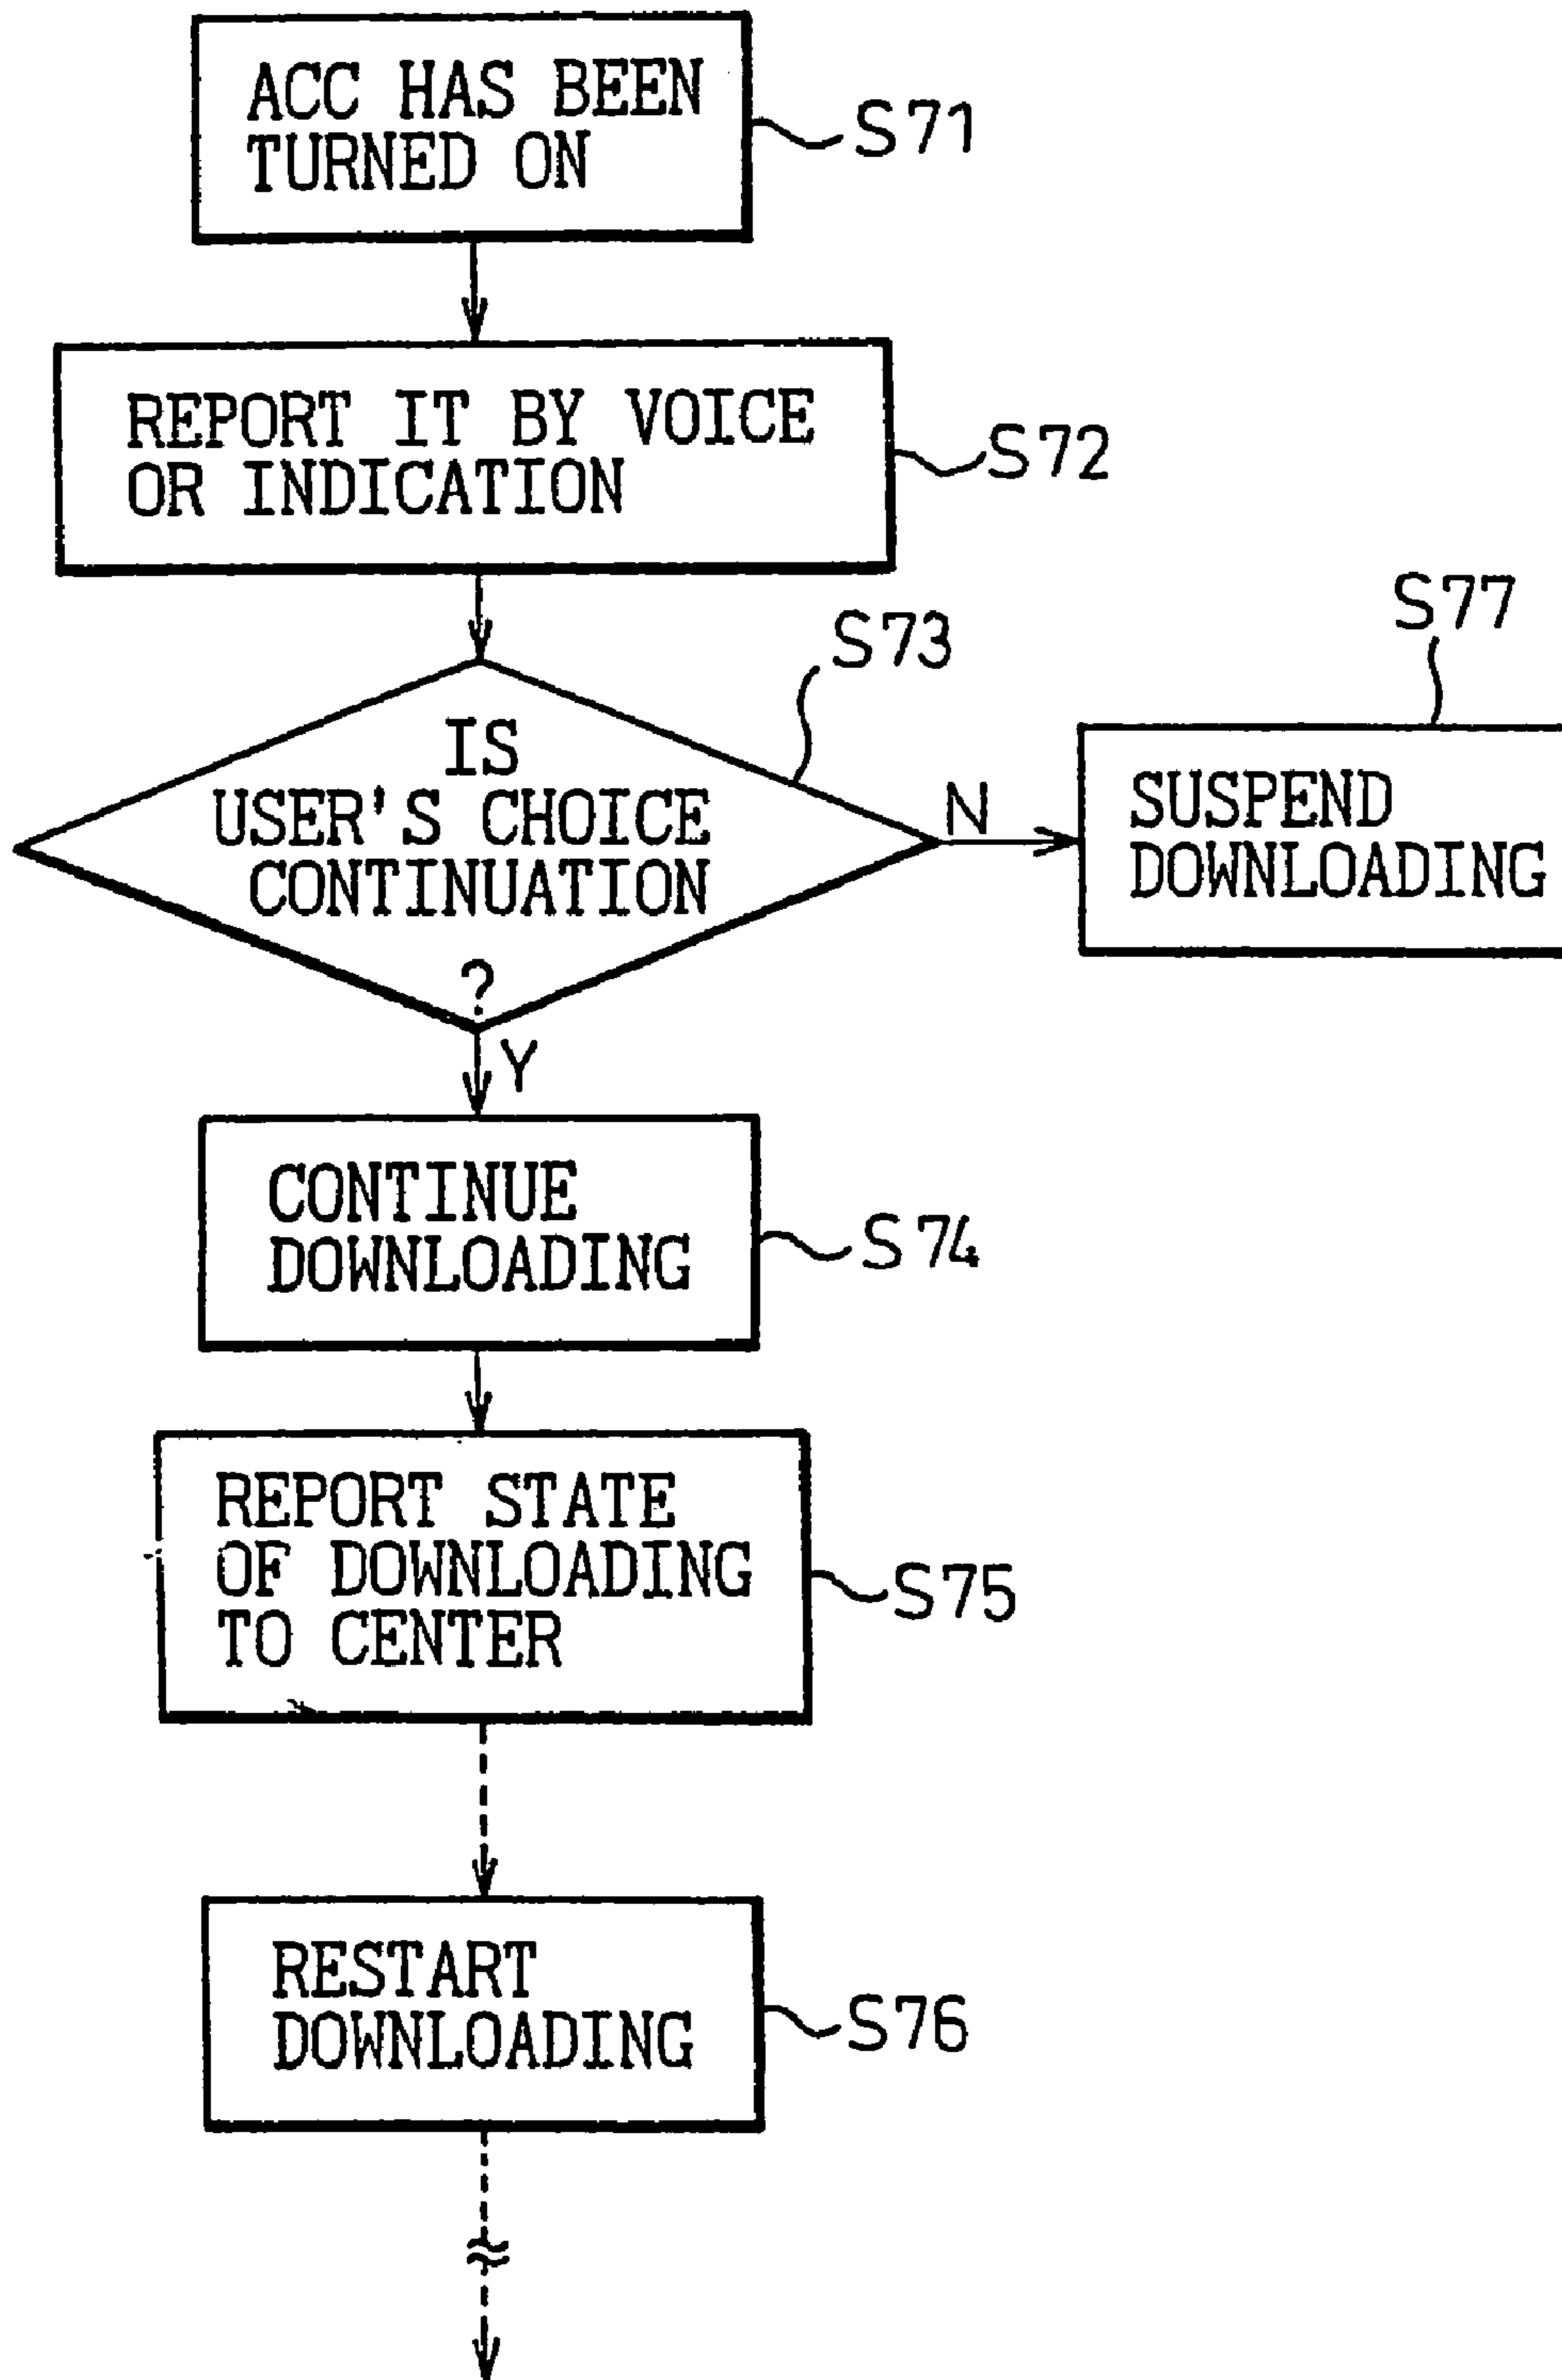 ACC HAS BEEN
TURNED ON
S71
REPORT IT BY VOICE
OR INDICATION
S72
S73
IS
USER'S CHOICE
CONTINUATION
?
N
S77
SUSPEND
DOWNLOADING
Y
CONTINUE
DOWNLOADING
S74
REPORT STATE
OF DOWNLOADING
TO CENTER
S75
RESTART
DOWNLOADING
S76